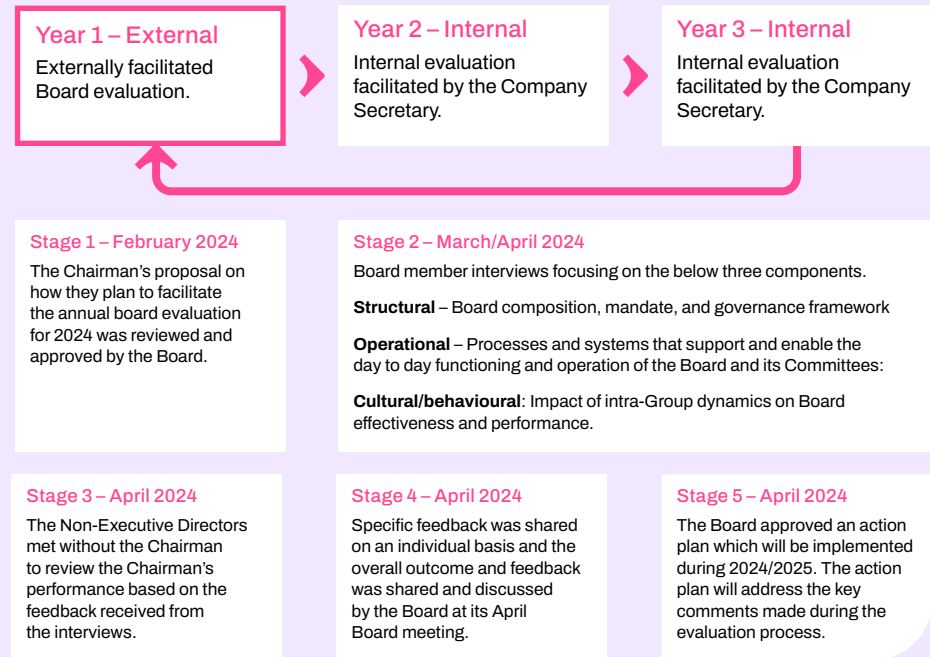 Year 1 – External
Externally facilitated
Board evaluation.
Year 2 – Internal
Internal evaluation
facilitated by the Company
Secretary.
Year 3 – Internal
Internal evaluation
facilitated by the Company
Secretary.
Stage 1 – February 2024
The Chairman’s proposal on
how they plan to facilitate
the annual board evaluation
for 2024 was reviewed and
approved by the Board.
Stage 2 – March/April 2024
Board member interviews focusing on the below three components.
Structural – Board composition, mandate, and governance framework
Operational – Processes and systems that support and enable the
day to day functioning and operation of the Board and its Committees:
Cultural/behavioural: Impact of intra-Group dynamics on Board
effectiveness and performance.
Stage 3 – April 2024
The Non-Executive Directors
met without the Chairman
to review the Chairman’s
performance based on the
feedback received from
the interviews.
Stage 4 – April 2024
Specific feedback was shared
on an individual basis and the
overall outcome and feedback
was shared and discussed
by the Board at its April
Board meeting.
Stage 5 – April 2024
The Board approved an action
plan which will be implemented
during 2024/2025. The action
plan will address the key
comments made during the
evaluation process.